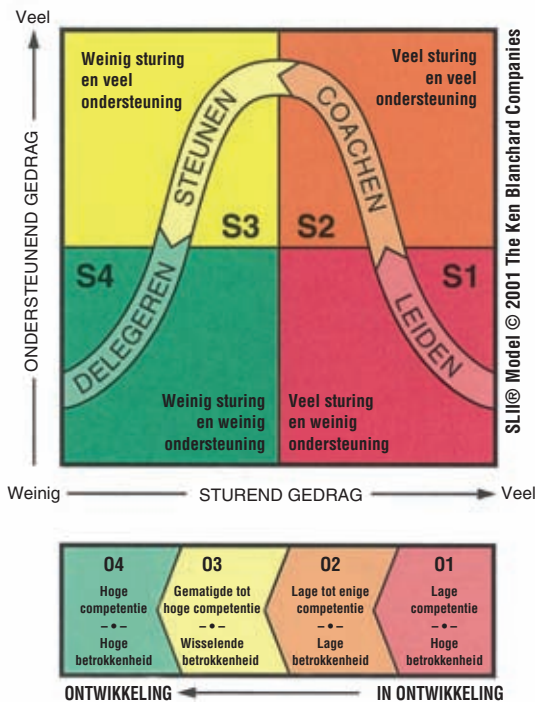 Veel
ONDERSTEUNEND GEDRAG
Weinig sturing
en veel
ondersteuning
Veel sturing
en veel
ondersteuning
STEUNEN
COACHEN
S3
S2
S4
S1
DELEGEREN
LEIDEN
Weinig sturing
en weinig
ondersteuning
Veel sturing
en weinig
ondersteuning
SLII® Model © 2001 The Ken Blanchard Companies
Weinig
STUREND GEDRAG
Veel
O4
Hoge
competentie
– • –
Hoge
betrokkenheid
O3
Gematigde tot
hoge competentie
– • –
Wisselende
betrokkenheid
O2
Lage tot enige
competentie
– • –
Lage
betrokkenheid
O1
Lage
competentie
– • –
Hoge
betrokkenheid
ONTWIKKELING
IN ONTWIKKELING